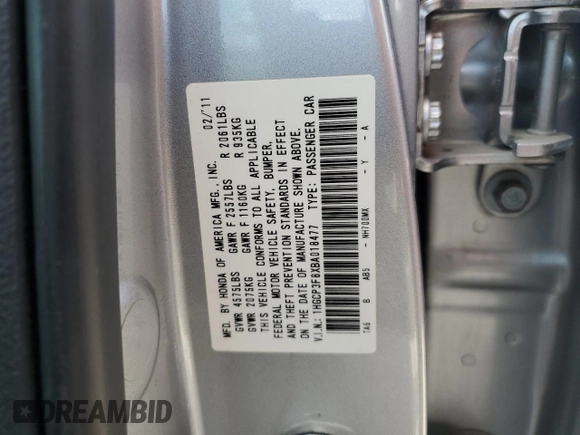 MFD. BY HONDA OF AMERICA MFG., INC. 02/11
GVWR 4575LBS GAWR F 2557LBS R 2061LBS
GVWR 2075KG GAWR F 1160KG R 935KG
THIS VEHICLE CONFORMS TO ALL APPLICABLE
FEDERAL MOTOR VEHICLE SAFETY, BUMPER,
AND THEFT PREVENTION STANDARDS IN EFFECT
ON THE DATE OF MANUFACTURE SHOWN ABOVE.
V.I.N.: 1HGCP3F8XBA018477 TYPE: PASSENGER CAR
TA6 B AB5 - NH700MX - Y - A
DREAMBID